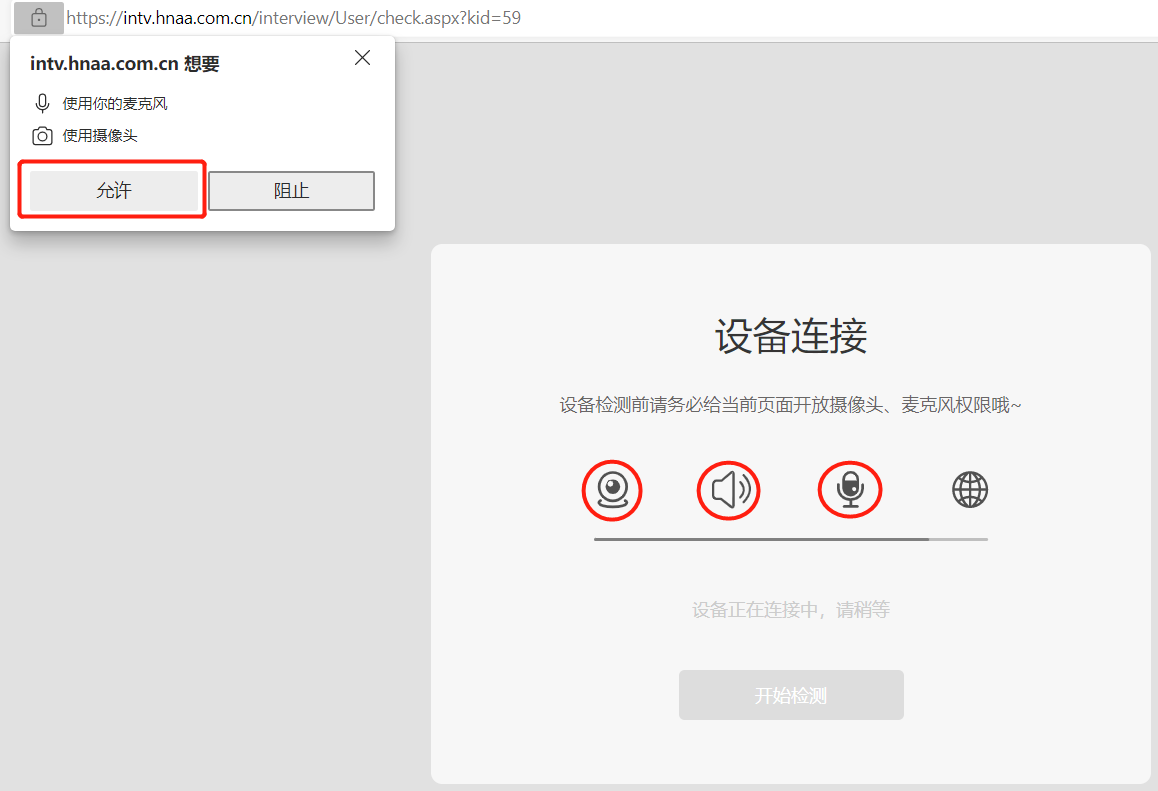 https://intv.hnaa.com.cn/interview/User/check.aspx?kid=59
intv.hnaa.com.cn 想要
使用你的麦克风
使用摄像头
允许
阻止
设备连接
设备检测前请务必给当前页面开放摄像头、麦克风权限哦~
设备正在连接中，请稍等
开始检测